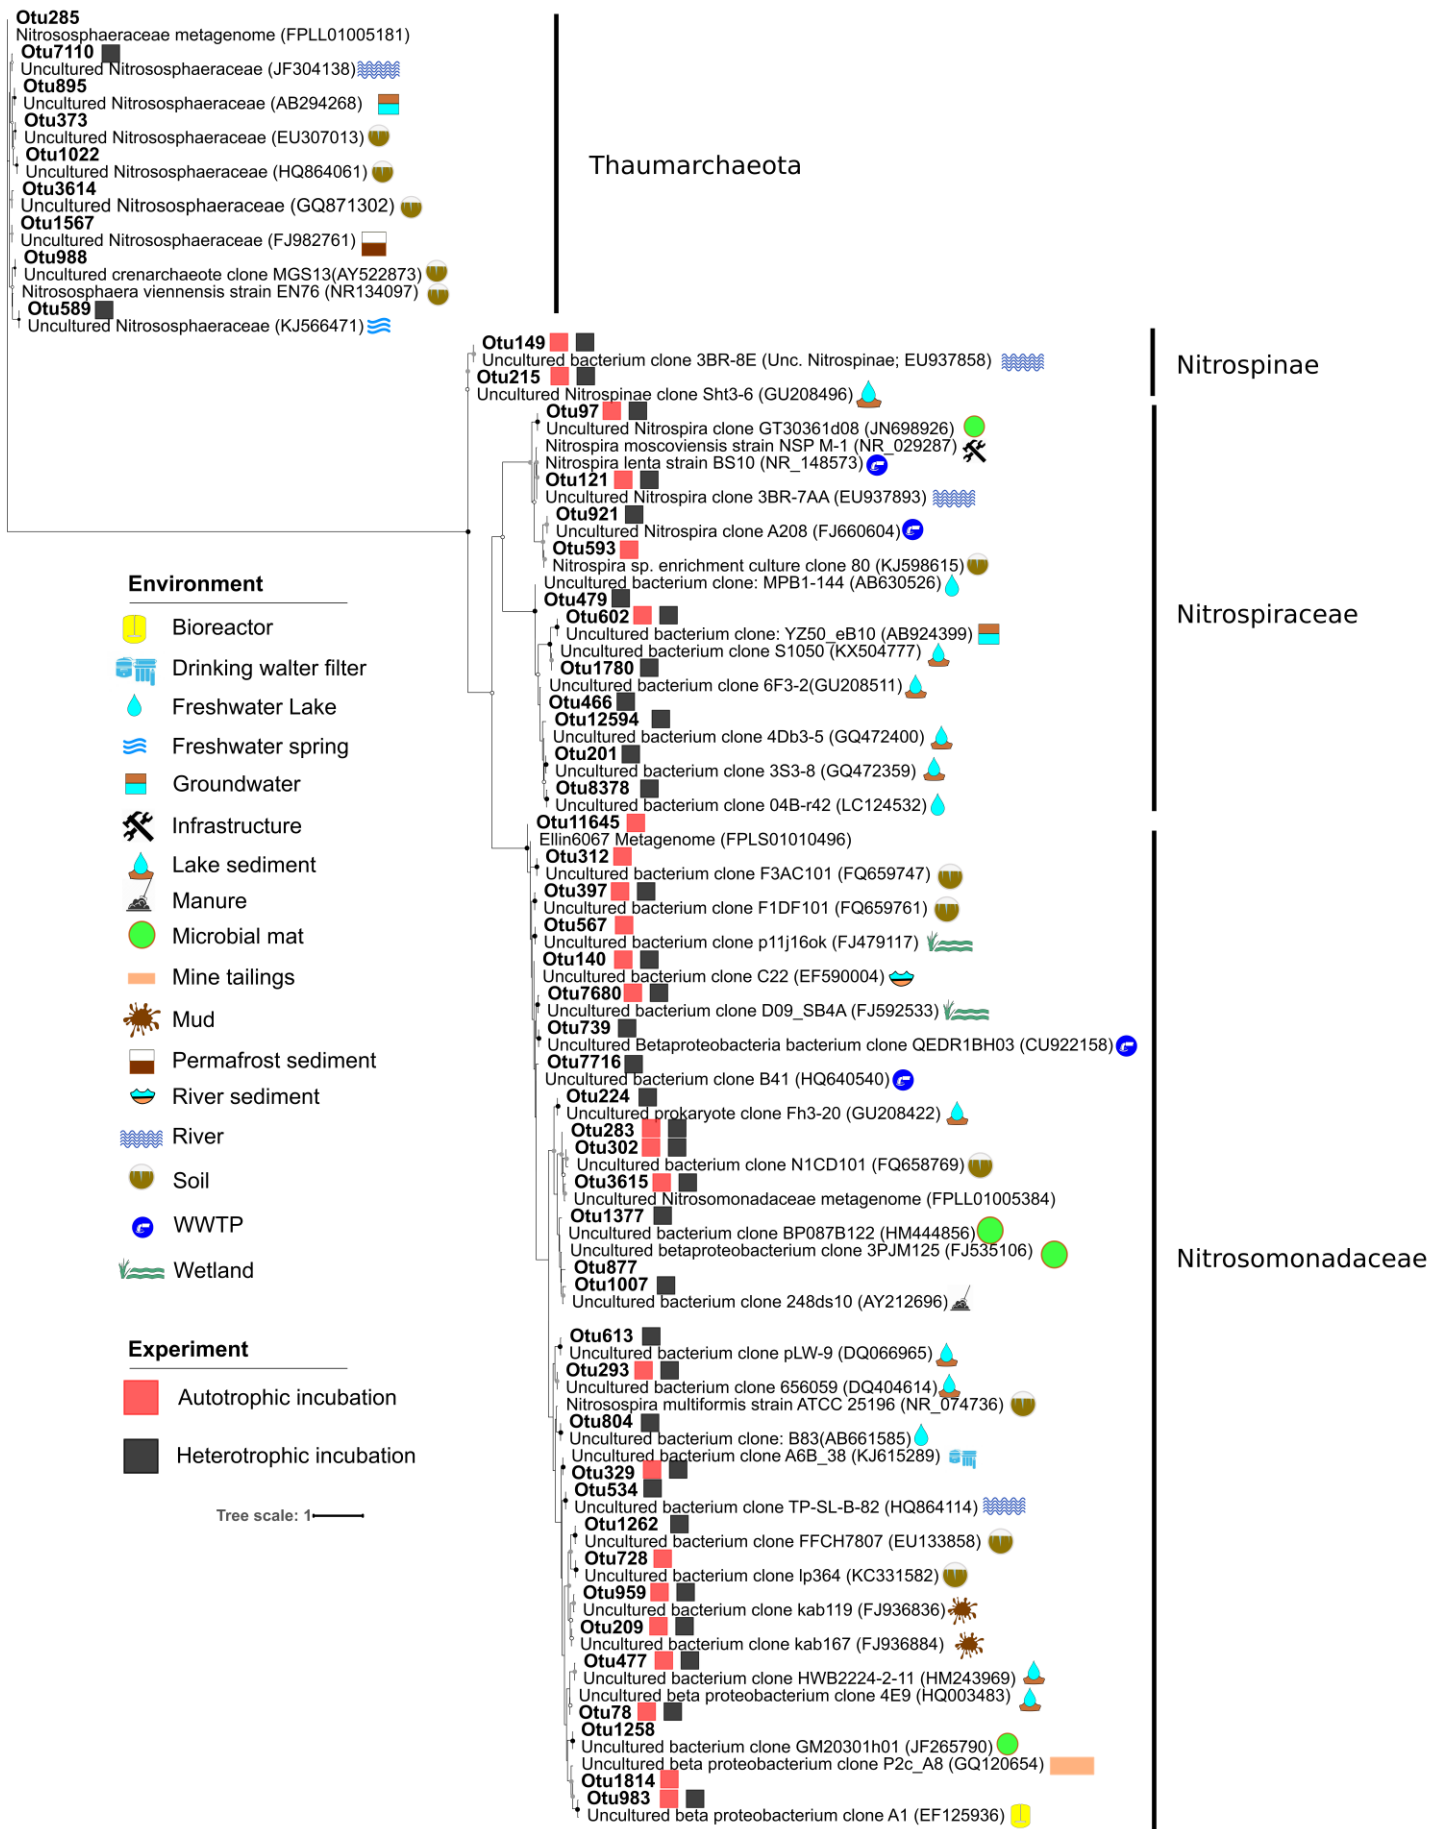 Otu285
Nitrososphaeraceae metagenome (FPLL01005181)
Otu7110
Uncultured Nitrososphaeraceae (JF304138)
Otu895
Uncultured Nitrososphaeraceae (AB294268)
Otu373
Uncultured Nitrososphaeraceae (EU307013)
Otu1022
Uncultured Nitrososphaeraceae (HQ864061)
Otu3614
Uncultured Nitrososphaeraceae (GQ871302)
Otu1567
Uncultured Nitrososphaeraceae (FJ982761)
Otu988
Uncultured crenarchaeote clone MGS13(AY522873)
Nitrososphaera viennensis strain EN76 (NR134097)
Otu589
Uncultured Nitrososphaeraceae (KJ566471)
Thaumarchaeota
Otu149
Uncultured bacterium clone 3BR-8E (Unc. Nitrospinae; EU937858)
Otu215
Uncultured Nitrospinae clone Sht3-6 (GU208496)
Nitrospinae
Otu97
Uncultured Nitrospira clone GT30361d08 (JN698926)
Nitrospira moscoviensis strain NSP M-1 (NR_029287)
Nitrospira lenta strain BS10 (NR_148573)
Otu121
Uncultured Nitrospira clone 3BR-7AA (EU937893)
Otu921
Uncultured Nitrospira clone A208 (FJ660604)
Otu593
Nitrospira sp. enrichment culture clone 80 (KJ598615)
Uncultured bacterium clone: MPB1-144 (AB630526)
Otu479
Otu602
Uncultured bacterium clone: YZ50_eB10 (AB924399)
Uncultured bacterium clone S1050 (KX504777)
Otu1780
Uncultured bacterium clone 6F3-2(GU208511)
Otu466
Otu12594
Uncultured bacterium clone 4Db3-5 (GQ472400)
Otu201
Uncultured bacterium clone 3S3-8 (GQ472359)
Otu8378
Uncultured bacterium clone 04B-r42 (LC124532)
Nitrospiraceae
Otu11645
Ellin6067 Metagenome (FPLS01010496)
Otu312
Uncultured bacterium clone F3AC101 (FQ659747)
Otu397
Uncultured bacterium clone F1DF101 (FQ659761)
Otu567
Uncultured bacterium clone p11j16ok (FJ479117)
Otu140
Uncultured bacterium clone C22 (EF590004)
Otu7680
Uncultured bacterium clone D09_SB4A (FJ592533)
Otu739
Uncultured Betaproteobacteria bacterium clone QEDR1BH03 (CU922158)
Otu7716
Uncultured bacterium clone B41 (HQ640540)
Otu224
Uncultured prokaryote clone Fh3-20 (GU208422)
Otu283
Otu302
Uncultured bacterium clone N1CD101 (FQ658769)
Otu3615
Uncultured Nitrosomonadaceae metagenome (FPLL01005384)
Otu1377
Uncultured bacterium clone BP087B122 (HM444856)
Uncultured betaproteobacterium clone 3PJM125 (FJ535106)
Otu877
Otu1007
Uncultured bacterium clone 248ds10 (AY212696)
Otu613
Uncultured bacterium clone pLW-9 (DQ066965)
Otu293
Uncultured bacterium clone 656059 (DQ404614)
Nitrosospira multiformis strain ATCC 25196 (NR_074736)
Otu804
Uncultured bacterium clone: B83(AB661585)
Uncultured bacterium clone A6B_38 (KJ615289)
Otu329
Otu534
Uncultured bacterium clone TP-SL-B-82 (HQ864114)
Otu1262
Uncultured bacterium clone FFCH7807 (EU133858)
Otu728
Uncultured bacterium clone lp364 (KC331582)
Otu959
Uncultured bacterium clone kab119 (FJ936836)
Otu209
Uncultured bacterium clone kab167 (FJ936884)
Otu477
Uncultured bacterium clone HWB2224-2-11 (HM243969)
Uncultured beta proteobacterium clone 4E9 (HQ003483)
Otu78
Otu1258
Uncultured bacterium clone GM20301h01 (JF265790)
Uncultured beta proteobacterium clone P2c_A8 (GQ120654)
Otu1814
Otu983
Uncultured beta proteobacterium clone A1 (EF125936)
Nitrosomonadaceae
Environment
Bioreactor
Drinking walter filter
Freshwater Lake
Freshwater spring
Groundwater
Infrastructure
Lake sediment
Manure
Microbial mat
Mine tailings
Mud
Permafrost sediment
River sediment
River
Soil
WWTP
Wetland
Experiment
Autotrophic incubation
Heterotrophic incubation
Tree scale: 1